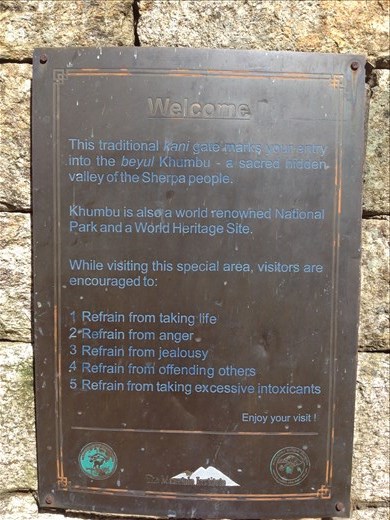 Welcome !
This traditional kani gate marks your entry
into the beyul Khumbu - a sacred hidden
valley of the Sherpa people.
Khumbu is also a world renowned National
Park and a World Heritage Site.
While visiting this special area, visitors are
encouraged to:
1 Refrain from taking life
2 Refrain from anger
3 Refrain from jealousy
4 Refrain from offending others
5 Refrain from taking excessive intoxicants
Enjoy your visit !